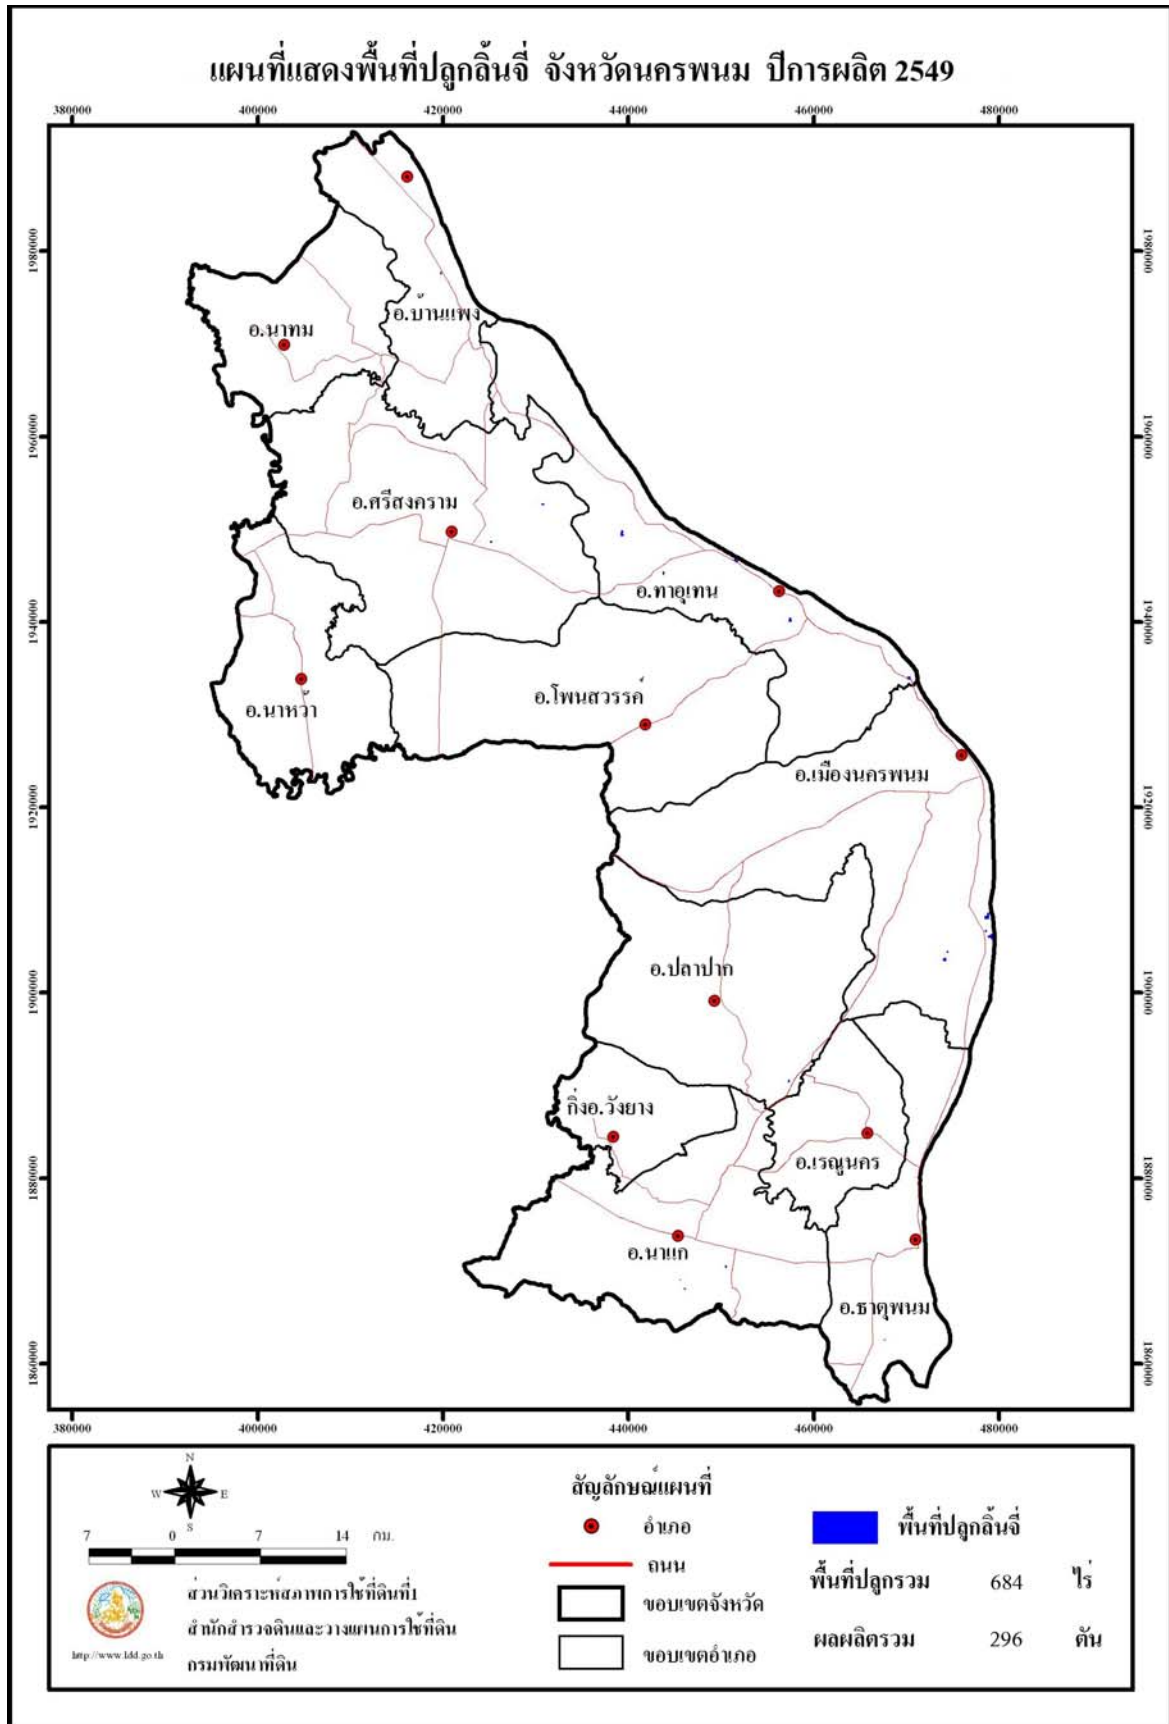 แผนที่แสดงพื้นที่ปลูกลิ้นจี่ จังหวัดนครพนม ปีการผลิต 2549
380000 400000 420000 440000 460000 480000
1980000 1980000
อ.บ้านแพง
อ.นาทม
1960000 1960000
อ.ศรีสงคราม
อ.ท่าอุเทน
1940000 1940000
อ.โพนสวรรค์
อ.นาหว้า
อ.เมืองนครพนม
1920000 1920000
อ.ปลาปาก
1900000 1900000
กิ่งอ.วังยาง
อ.เรณูนคร
1880000 1880000
อ.นาแก
อ.ธาตุพนม
1860000 1860000
380000 400000 420000 440000 460000 480000
N
W E
S
7 0 7 14 กม.
ส่วนวิเคราะห์สภาพการใช้ที่ดินที่1
สำนักสำรวจดินและวางแผนการใช้ที่ดิน
http://www.ldd.go.th
กรมพัฒนาที่ดิน
สัญลักษณ์แผนที่
อำเภอ
ถนน
ขอบเขตจังหวัด
ขอบเขตอำเภอ
พื้นที่ปลูกลิ้นจี่
พื้นที่ปลูกรวม 684 ไร่
ผลผลิตรวม 296 ตัน